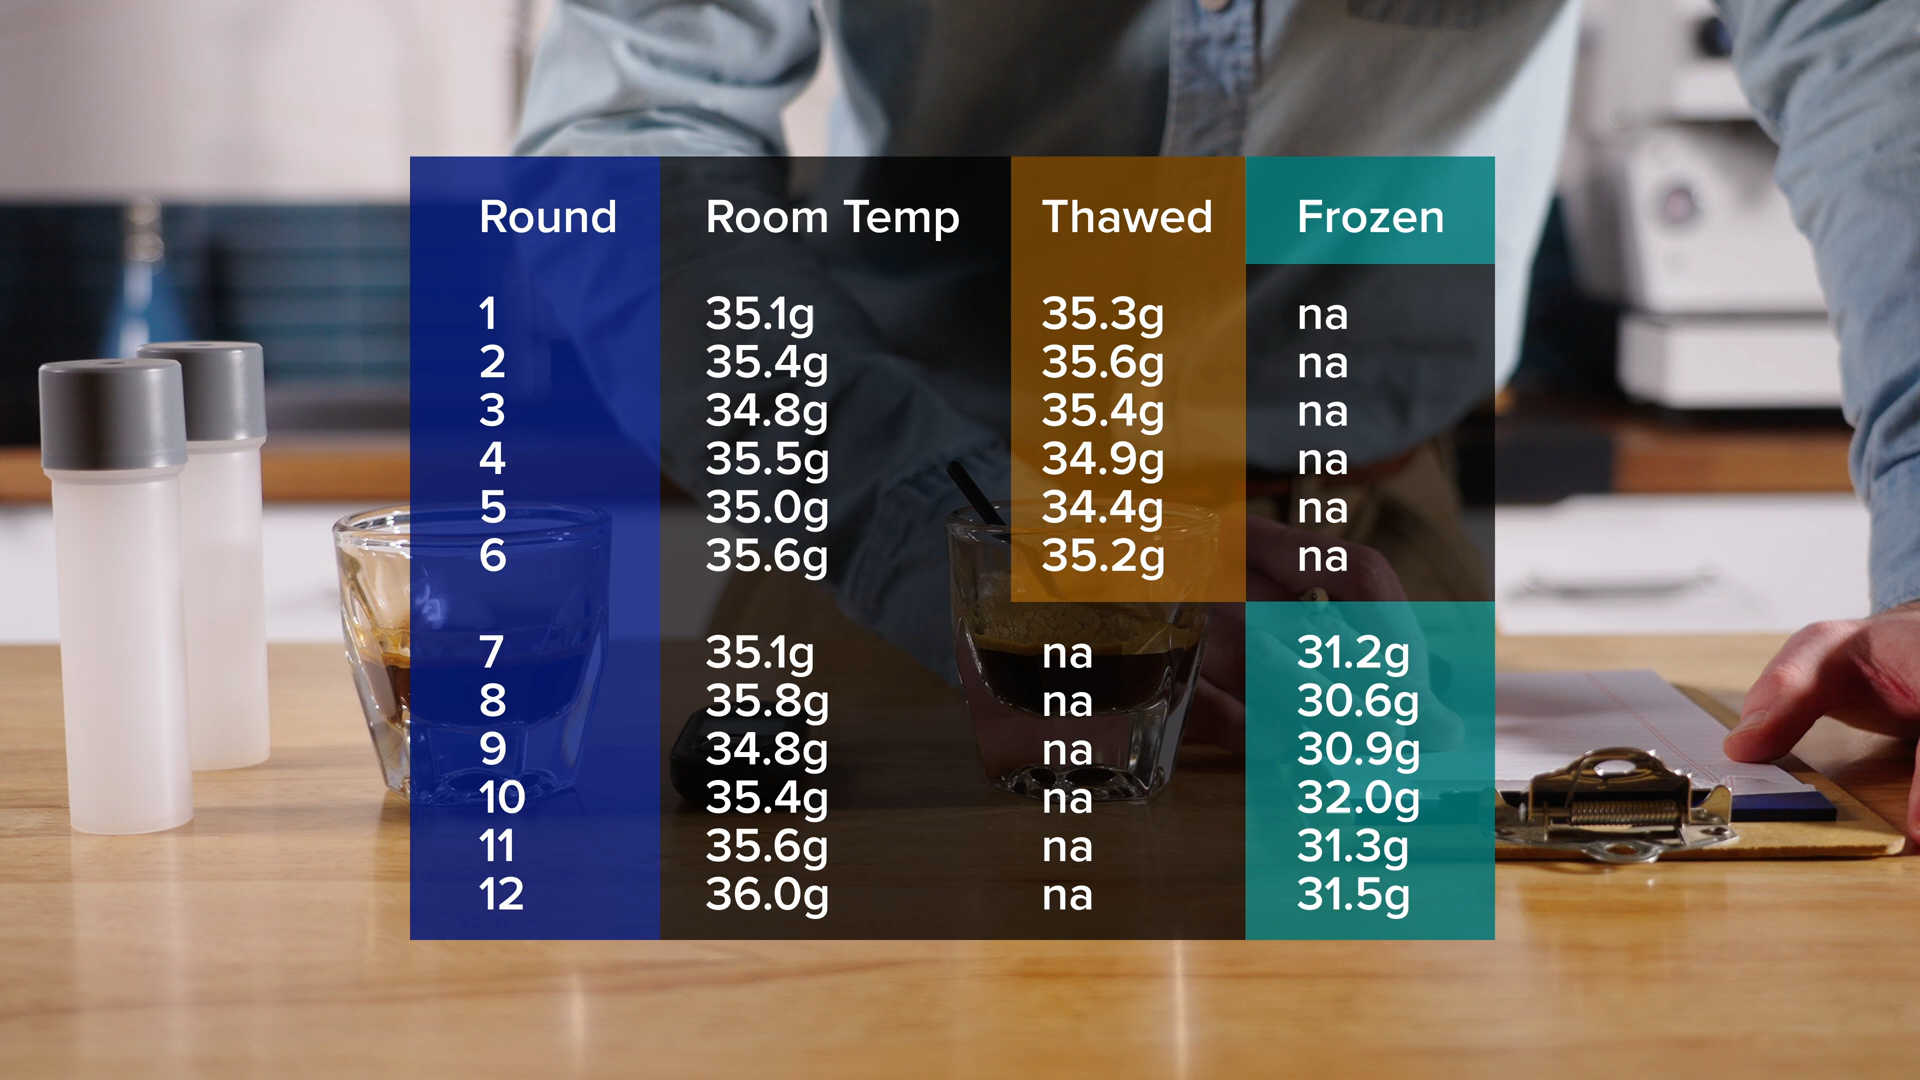 Round Room Temp Thawed Frozen
1 35.1g 35.3g na
2 35.4g 35.6g na
3 34.8g 35.4g na
4 35.5g 34.9g na
5 35.0g 34.4g na
6 35.6g 35.2g na
7 35.1g na 31.2g
8 35.8g na 30.6g
9 34.8g na 30.9g
10 35.4g na 32.0g
11 35.6g na 31.3g
12 36.0g na 31.5g